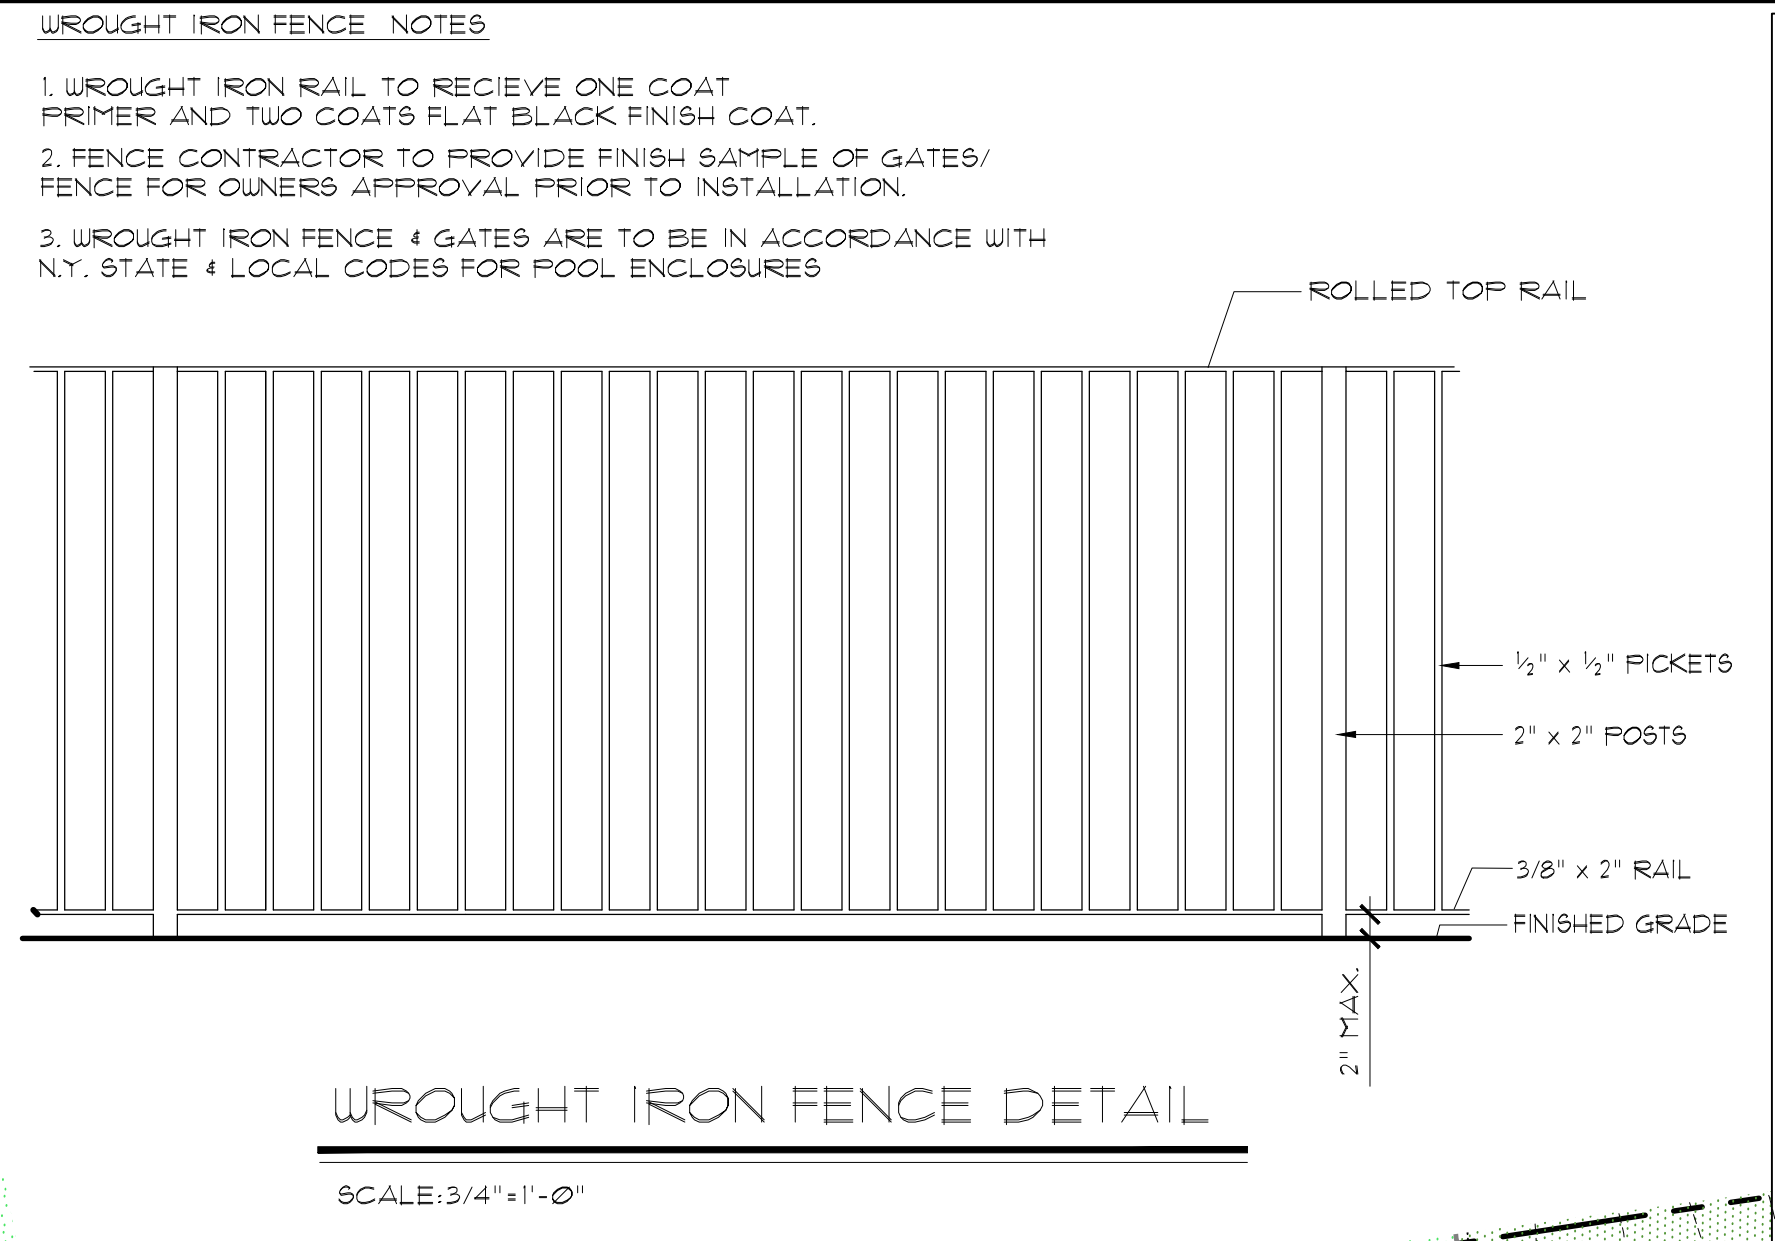 WROUGHT IRON FENCE NOTES
1. WROUGHT IRON RAIL TO RECIEVE ONE COAT
PRIMER AND TWO COATS FLAT BLACK FINISH COAT.
2. FENCE CONTRACTOR TO PROVIDE FINISH SAMPLE OF GATES/
FENCE FOR OWNERS APPROVAL PRIOR TO INSTALLATION.
3. WROUGHT IRON FENCE & GATES ARE TO BE IN ACCORDANCE WITH
N.Y. STATE & LOCAL CODES FOR POOL ENCLOSURES
ROLLED TOP RAIL
½" x ½" PICKETS
2" x 2" POSTS
3/8" x 2" RAIL
FINISHED GRADE
2" MAX.
WROUGHT IRON FENCE DETAIL
SCALE:3/4"=1'-0"